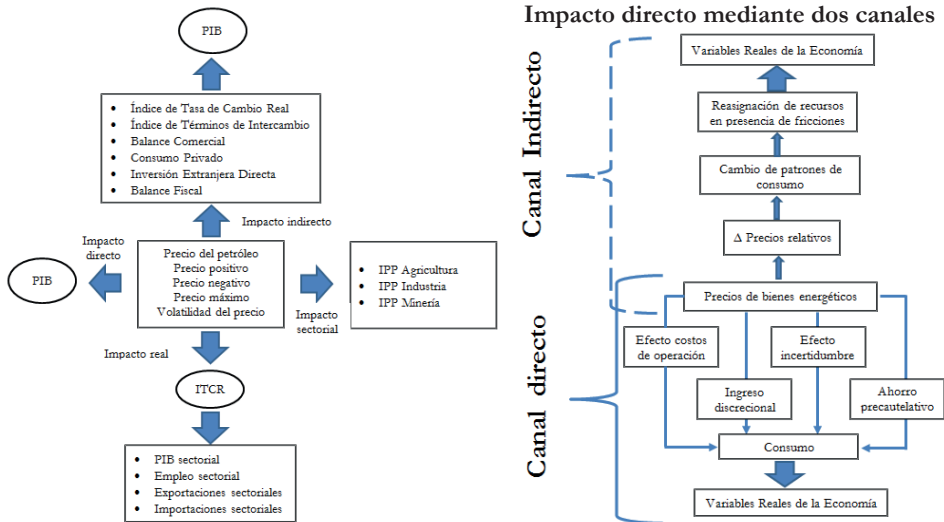 PIB
• Índice de Tasa de Cambio Real
• Índice de Términos de Intercambio
• Balance Comercial
• Consumo Privado
• Inversión Extranjera Directa
• Balance Fiscal
Impacto indirecto
Impacto
directo
PIB
Precio del petróleo
Precio positivo
Precio negativo
Precio máximo
Volatilidad del precio
• IPP Agricultura
• IPP Industria
• IPP Minería
Impacto
sectorial
Impacto real
ITCR
• PIB sectorial
• Empleo sectorial
• Exportaciones sectoriales
• Importaciones sectoriales
Impacto directo mediante dos canales
Canal Indirecto
Variables Reales de la Economía
Reasignación de recursos
en presencia de fricciones
Cambio de patrones de
consumo
Δ Precios relativos
Canal directo
Precios de bienes energéticos
Efecto costos
de operación
Efecto
incertidumbre
Ingreso
discrecional
Ahorro
precautelativo
Consumo
Variables Reales de la Economía